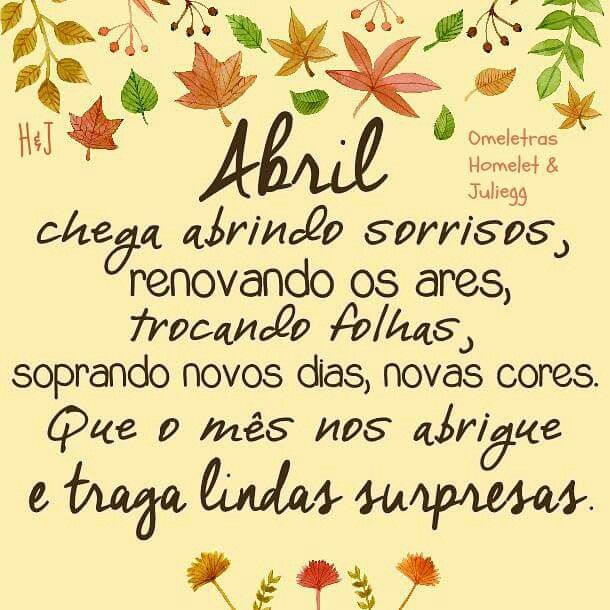 H&J
Omeletras
Homelet &
Juliegg
Abril
chega abrindo sorrisos,
renovando os ares,
trocando folhas,
soprando novos dias, novas cores.
Que o mês nos abrigue
e traga lindas surpresas.